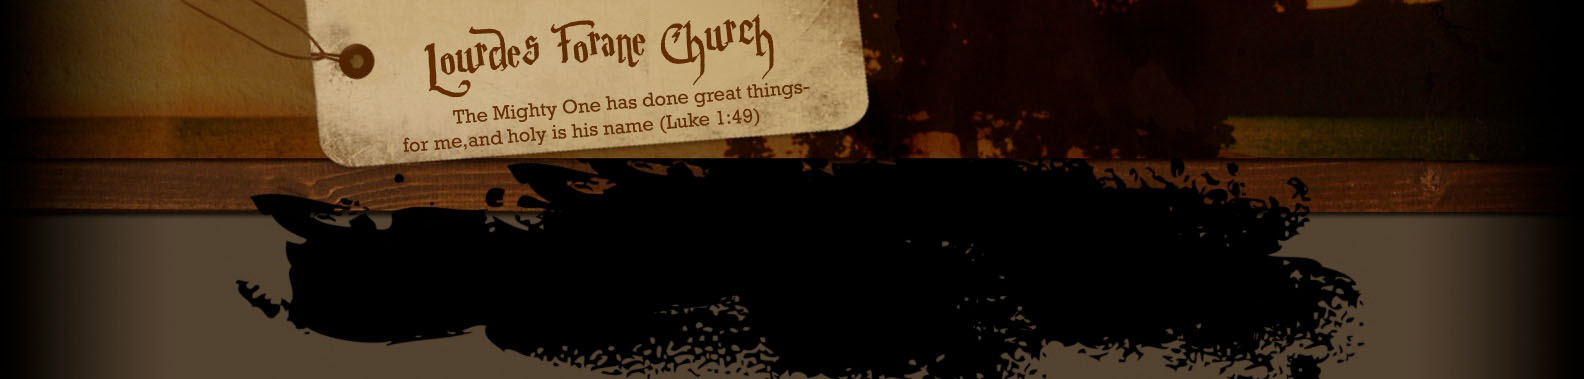 Lourdes Forane Church
The Mighty One has done great things-
for me,and holy is his name (Luke 1:49)